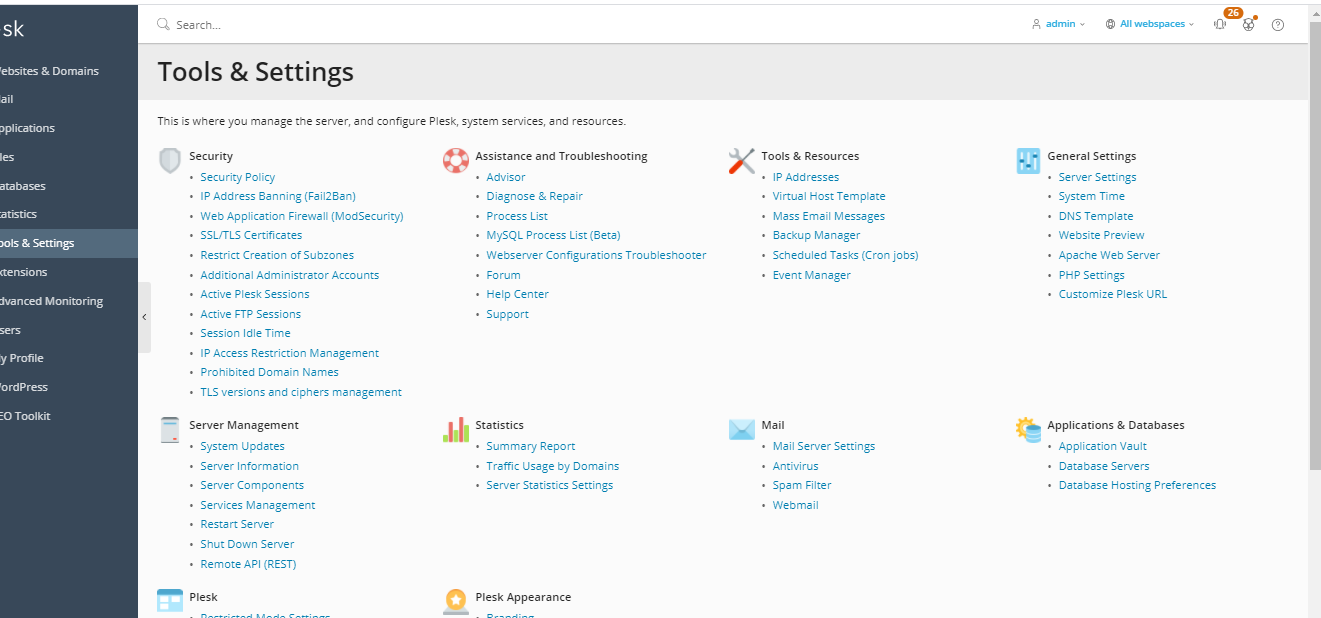 sk
Search...
admin
All webspaces
26
ebsites & Domains
ail
pplications
les
atabases
tatistics
ools & Settings
xtensions
dvanced Monitoring
sers
y Profile
ordPress
EO Toolkit
Tools & Settings
This is where you manage the server, and configure Plesk, system services, and resources.
Security
Security Policy
IP Address Banning (Fail2Ban)
Web Application Firewall (ModSecurity)
SSL/TLS Certificates
Restrict Creation of Subzones
Additional Administrator Accounts
Active Plesk Sessions
Active FTP Sessions
Session Idle Time
IP Access Restriction Management
Prohibited Domain Names
TLS versions and ciphers management
Assistance and Troubleshooting
Advisor
Diagnose & Repair
Process List
MySQL Process List (Beta)
Webserver Configurations Troubleshooter
Forum
Help Center
Support
Tools & Resources
IP Addresses
Virtual Host Template
Mass Email Messages
Backup Manager
Scheduled Tasks (Cron jobs)
Event Manager
General Settings
Server Settings
System Time
DNS Template
Website Preview
Apache Web Server
PHP Settings
Customize Plesk URL
Server Management
System Updates
Server Information
Server Components
Services Management
Restart Server
Shut Down Server
Remote API (REST)
Statistics
Summary Report
Traffic Usage by Domains
Server Statistics Settings
Mail
Mail Server Settings
Antivirus
Spam Filter
Webmail
Applications & Databases
Application Vault
Database Servers
Database Hosting Preferences
Plesk
Restricted Mode Settings
Plesk Appearance
Branding